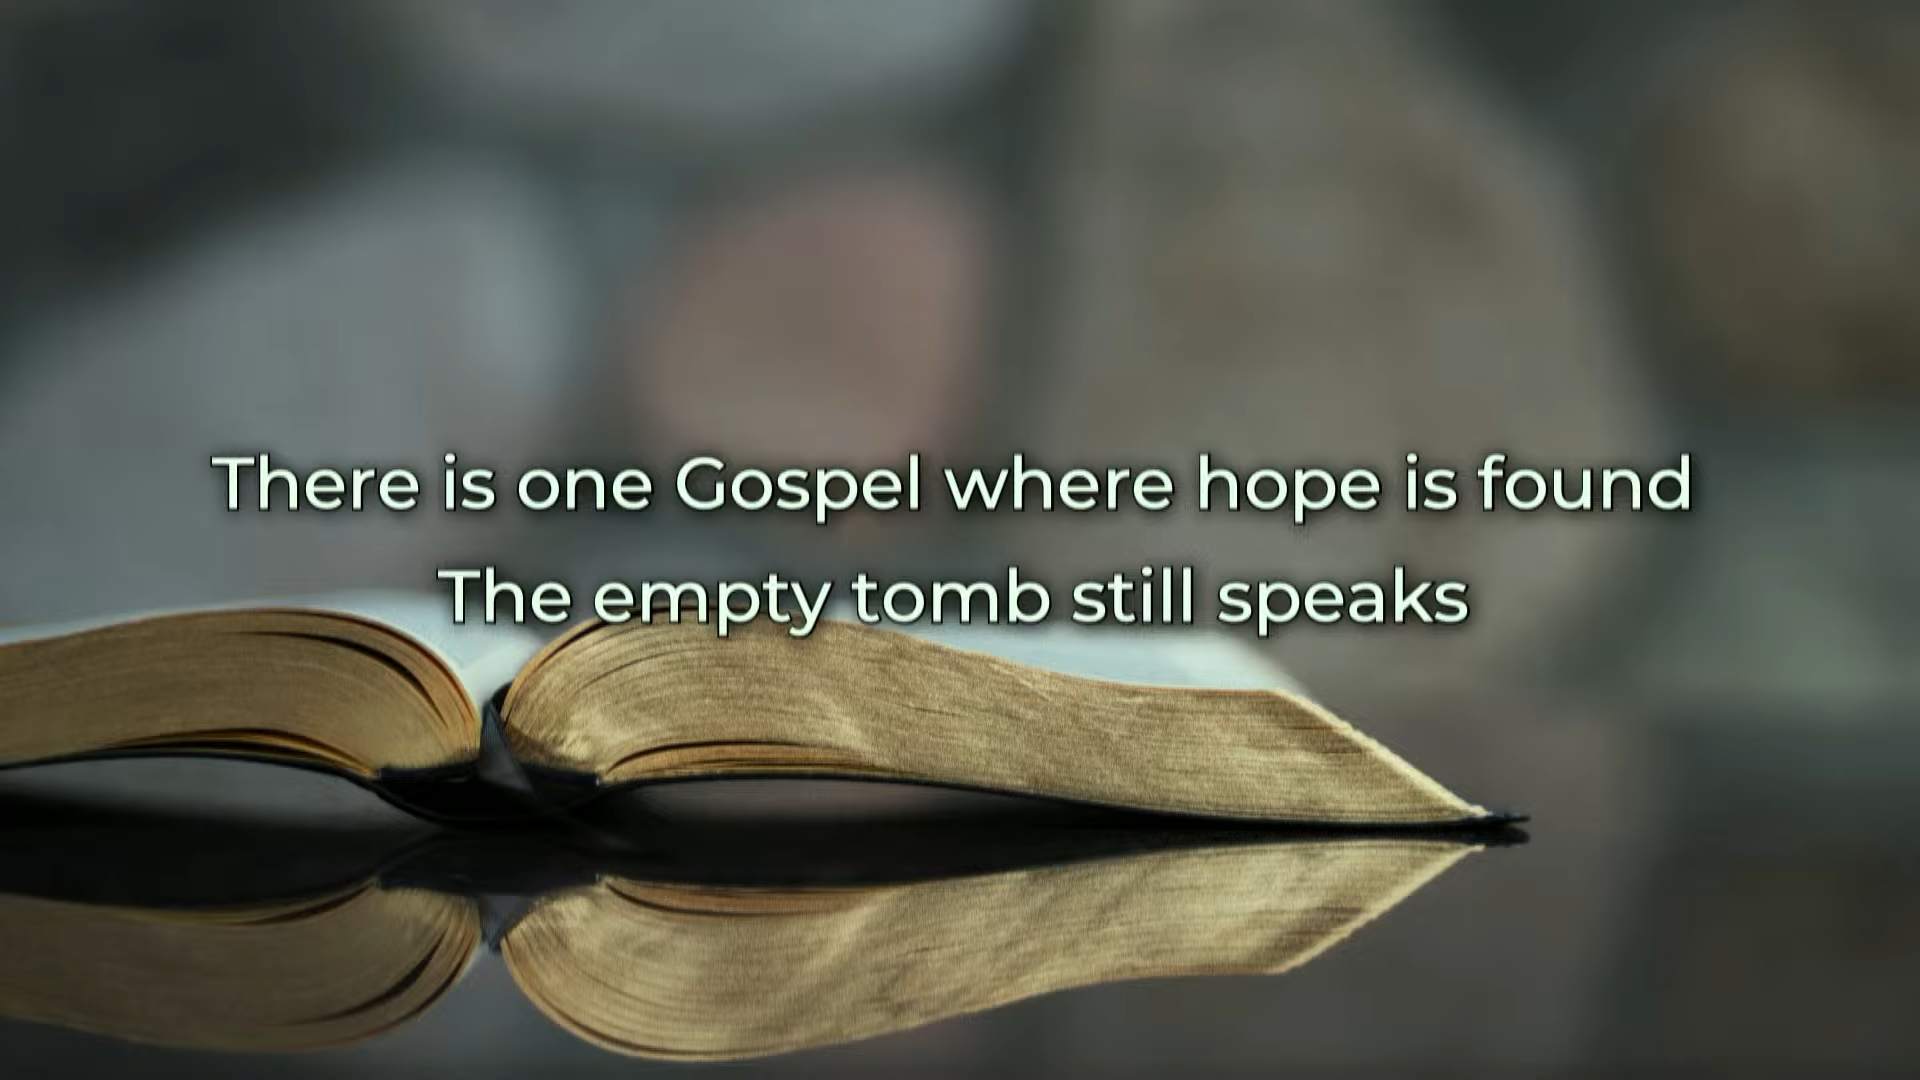 There is one Gospel where hope is found
The empty tomb still speaks